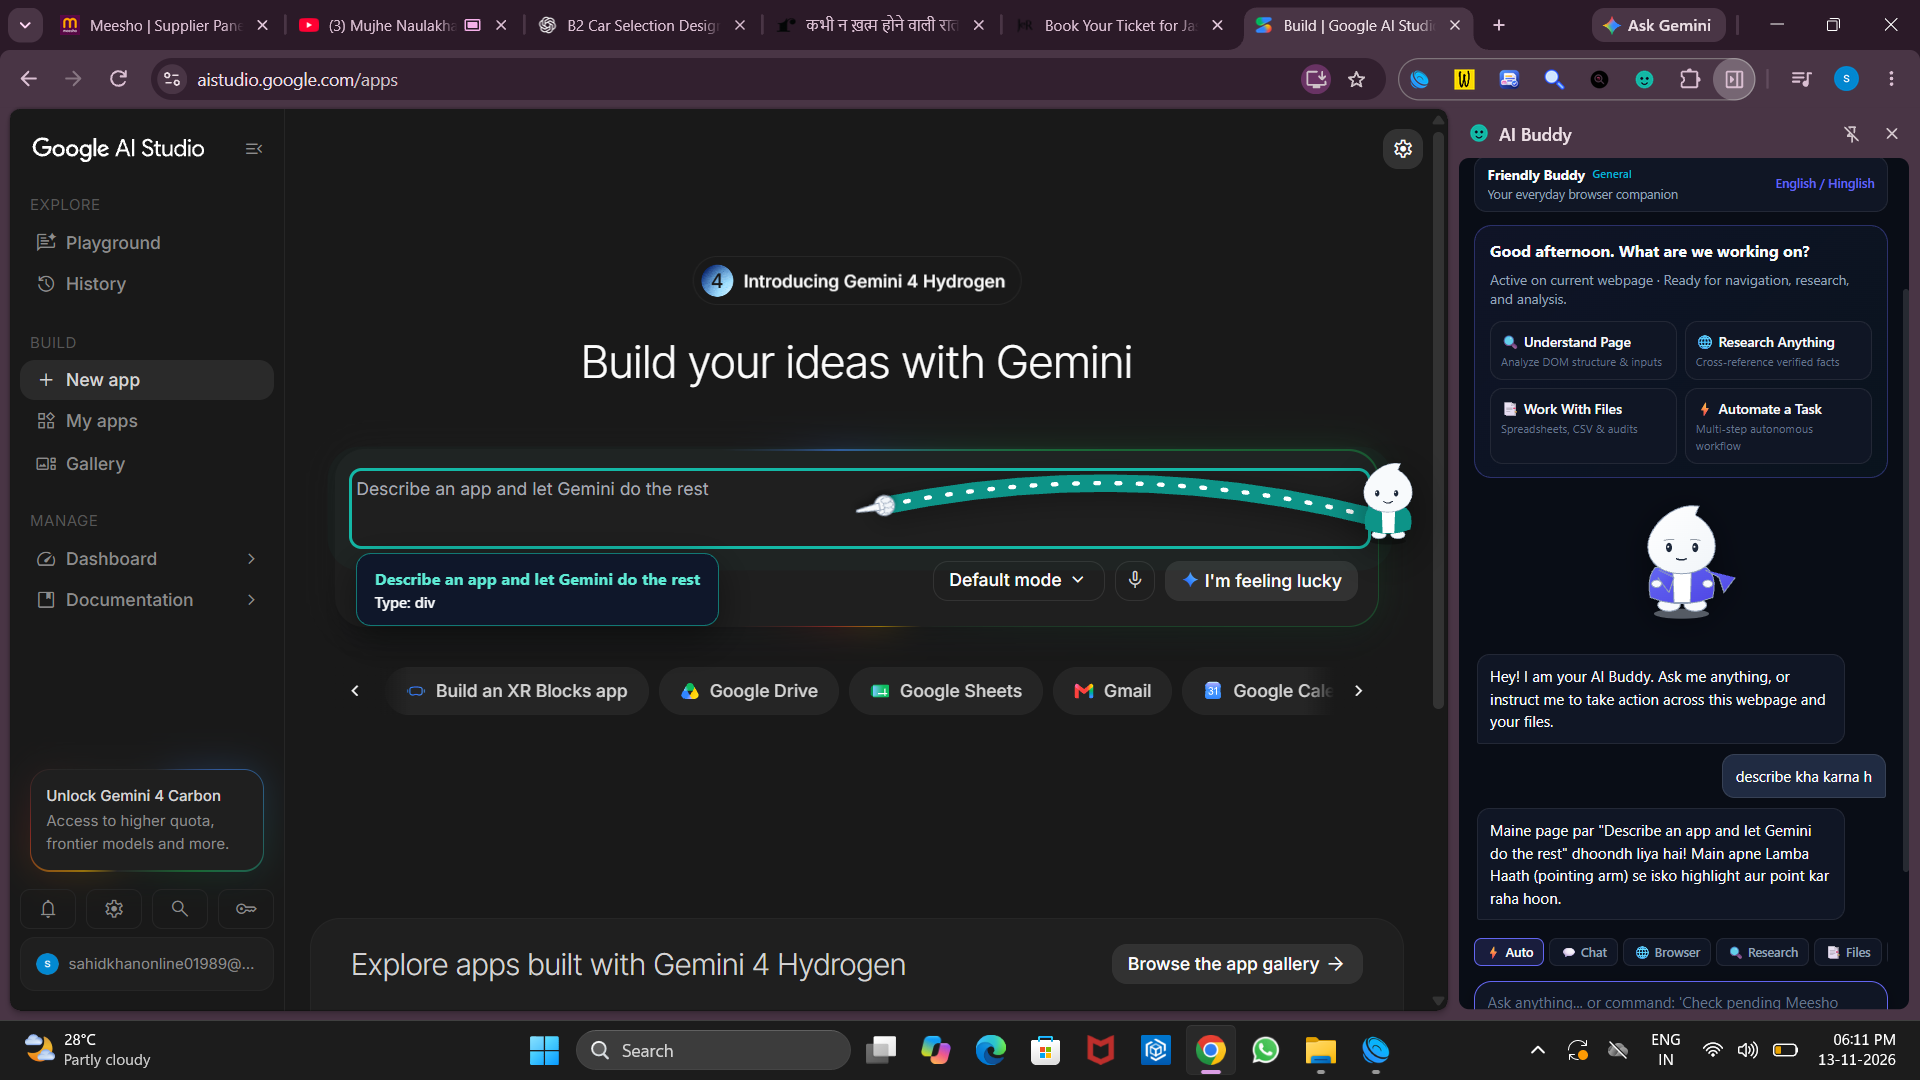 Meesho | Supplier Pane
(3) Mujhe Naulakha
B2 Car Selection Design
कभी न ख़त्म होने वाली रात
Book Your Ticket for Ja
Build | Google AI Studio
Ask Gemini
aistudio.google.com/apps
S
Google AI Studio
EXPLORE
Playground
History
BUILD
New app
My apps
Gallery
MANAGE
Dashboard
Documentation
Unlock Gemini 4 Carbon
Access to higher quota,
frontier models and more.
s sahidkhanonline01989@...
4 Introducing Gemini 4 Hydrogen
Build your ideas with Gemini
Describe an app and let Gemini do the rest
Describe an app and let Gemini do the rest
Type: div
Default mode
I'm feeling lucky
Build an XR Blocks app
Google Drive
Google Sheets
Gmail
31 Google Cale
Explore apps built with Gemini 4 Hydrogen
Browse the app gallery →
AI Buddy
Friendly Buddy General
Your everyday browser companion
English / Hinglish
Good afternoon. What are we working on?
Active on current webpage · Ready for navigation, research,
and analysis.
Understand Page
Analyze DOM structure & inputs
Research Anything
Cross-reference verified facts
Work With Files
Spreadsheets, CSV & audits
Automate a Task
Multi-step autonomous
workflow
Hey! I am your AI Buddy. Ask me anything, or
instruct me to take action across this webpage and
your files.
describe kha karna h
Maine page par "Describe an app and let Gemini
do the rest" dhoondh liya hai! Main apne Lamba
Haath (pointing arm) se isko highlight aur point kar
raha hoon.
Auto
Chat
Browser
Research
Files
Ask anything... or command: 'Check pending Meesho
28°C
Partly cloudy
Search
ENG
IN
06:11 PM
13-11-2026